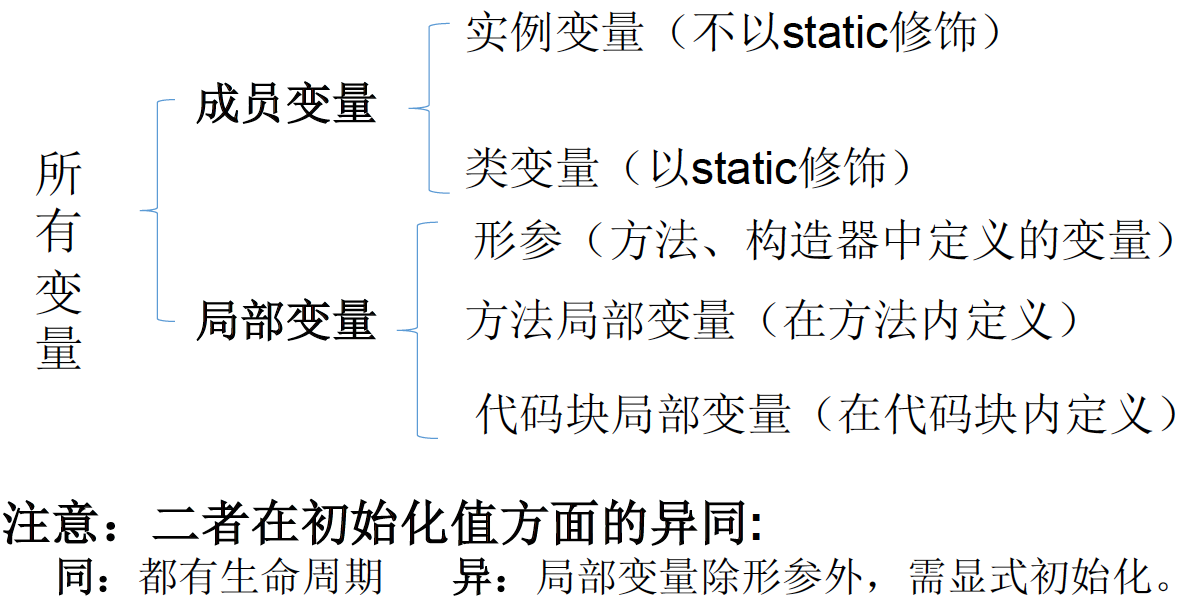 所有变量
成员变量
实例变量（不以static修饰）
类变量（以static修饰）
局部变量
形参（方法、构造器中定义的变量）
方法局部变量（在方法内定义）
代码块局部变量（在代码块内定义）
注意：二者在初始化值方面的异同:
同：都有生命周期 异：局部变量除形参外，需显式初始化。